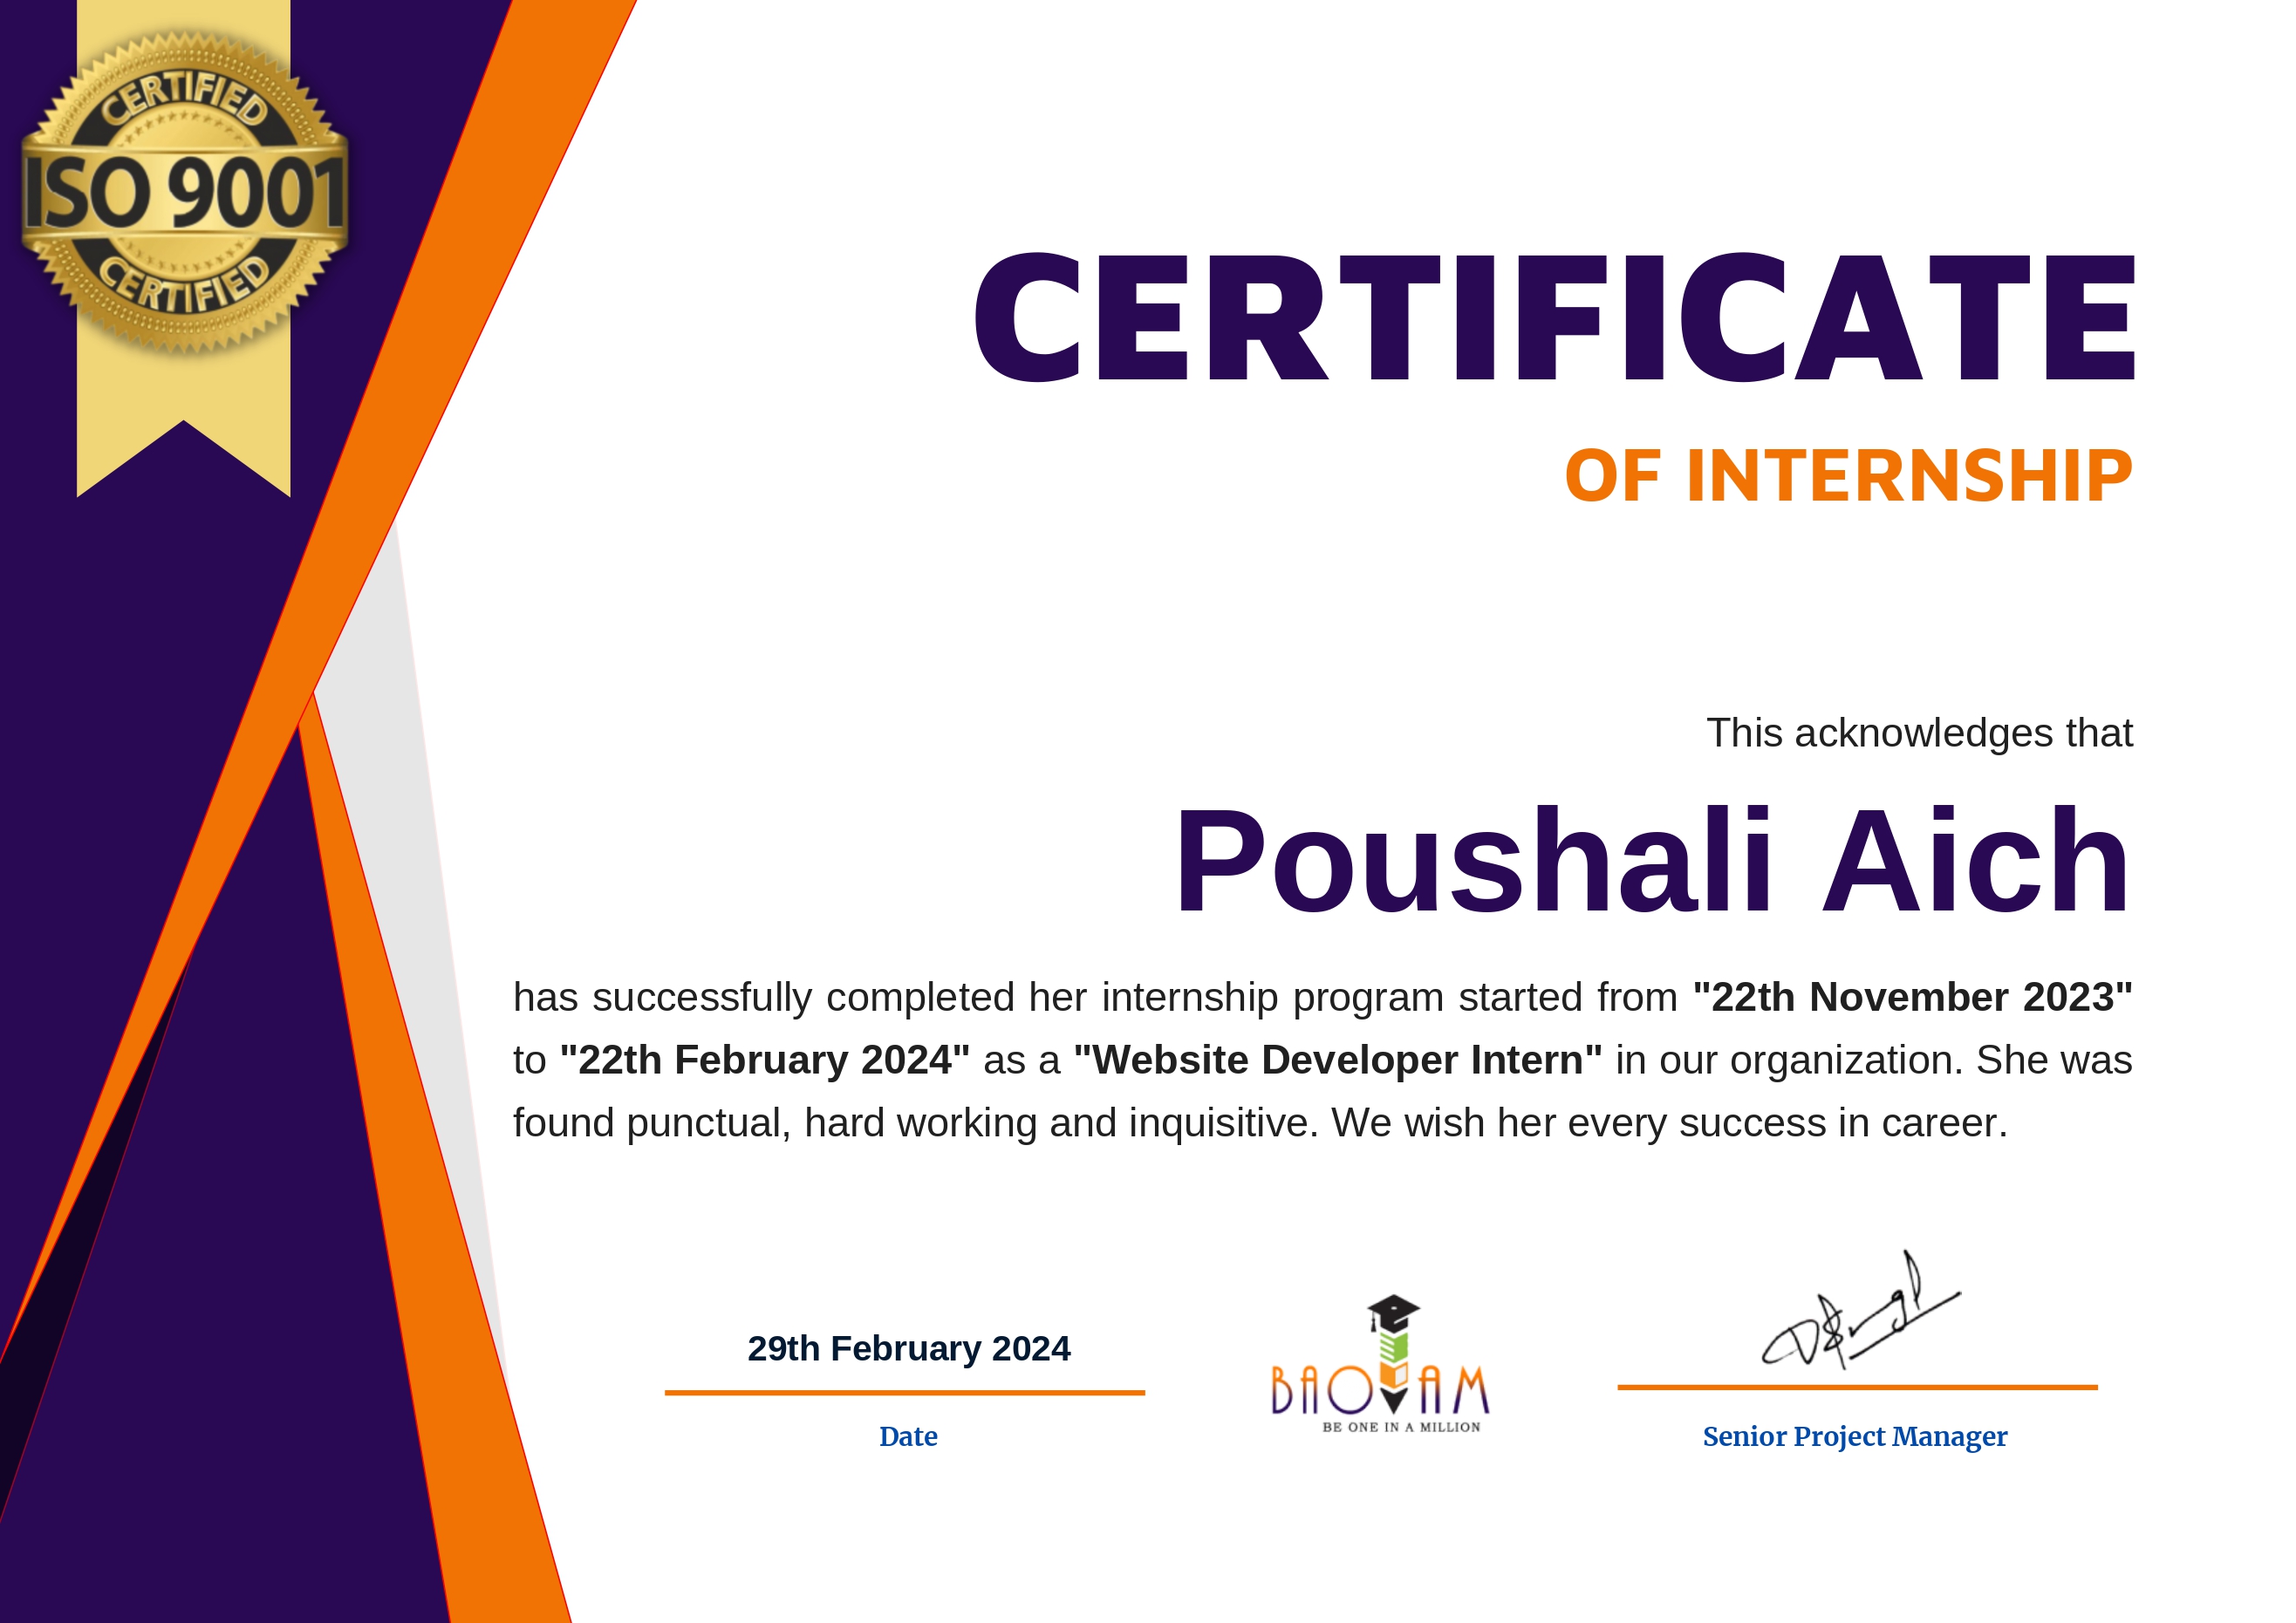 CERTIFIED
ISO 9001
CERTIFIED
CERTIFICATE
OF INTERNSHIP
This acknowledges that
Poushali Aich
has successfully completed her internship program started from "22th November 2023"
to "22th February 2024" as a "Website Developer Intern" in our organization. She was
found punctual, hard working and inquisitive. We wish her every success in career.
29th February 2024
Date
BAOIAM
BE ONE IN A MILLION
Senior Project Manager